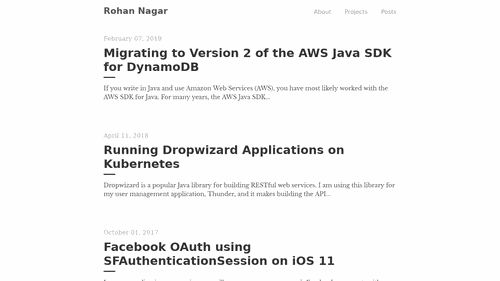 Rohan Nagar
About Projects Posts
February 07, 2019
Migrating to Version 2 of the AWS Java SDK
for DynamoDB
If you write in Java and use Amazon Web Services (AWS), you have most likely worked with the
AWS SDK for Java. For many years, the AWS Java SDK...
April 11, 2018
Running Dropwizard Applications on
Kubernetes
Dropwizard is a popular Java library for building RESTful web services. I am using this library for
my user management application, Thunder, and it makes building the API...
October 01, 2017
Facebook OAuth using
SFAuthenticationSession on iOS 11